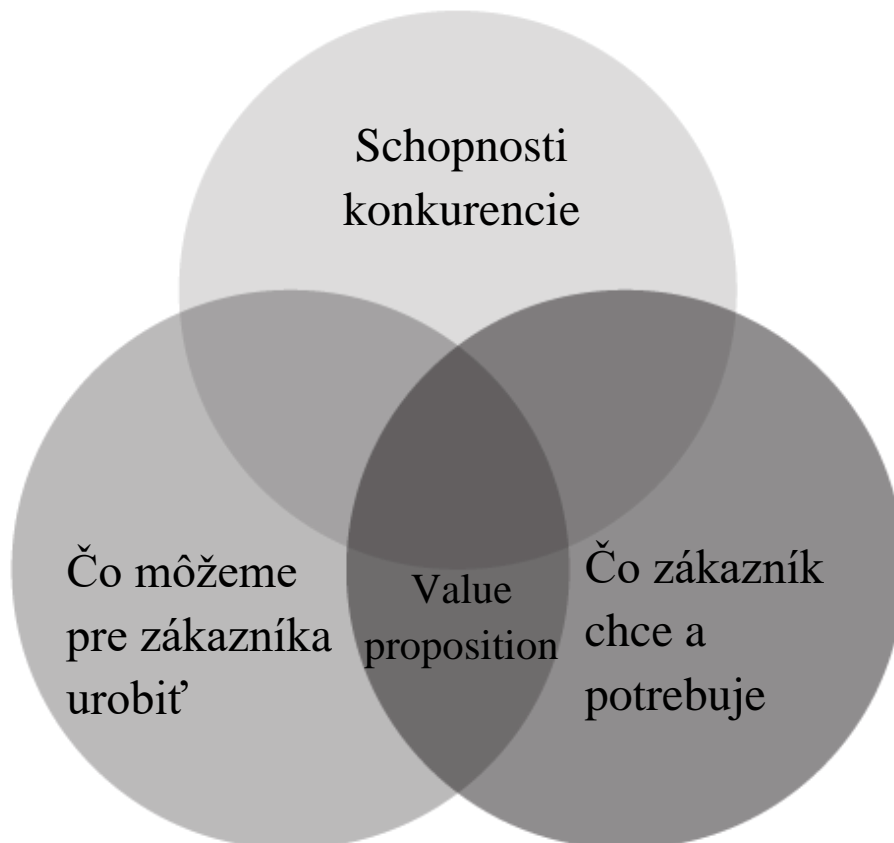 Schopnosti
konkurencie
Čo môžeme
pre zákazníka
urobiť
Value
proposition
Čo zákazník
chce a
potrebuje